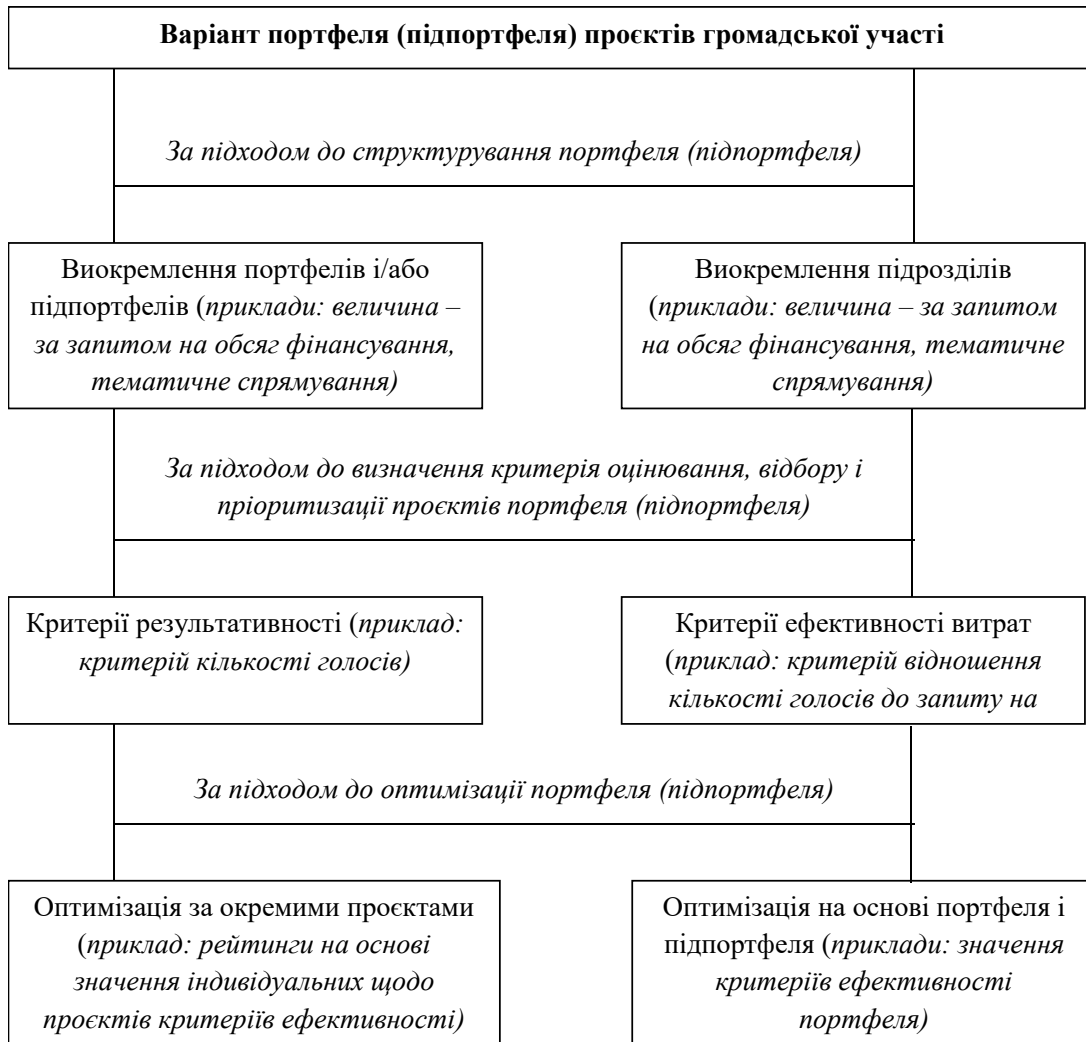 Варіант портфеля (підпортфеля) проєктів громадської участі
За підходом до структурування портфеля (підпортфеля)
Виокремлення портфелів і/або
підпортфелів (приклади: величина –
за запитом на обсяг фінансування,
тематичне спрямування)
Виокремлення підрозділів
(приклади: величина – за запитом
на обсяг фінансування, тематичне
спрямування)
За підходом до визначення критерія оцінювання, відбору і
пріоритизації проєктів портфеля (підпортфеля)
Критерії результативності (приклад:
критерій кількості голосів)
Критерії ефективності витрат
(приклад: критерій відношення
кількості голосів до запиту на
За підходом до оптимізації портфеля (підпортфеля)
Оптимізація за окремими проєктами
(приклад: рейтинги на основі
значення індивідуальних щодо
проєктів критеріїв ефективності)
Оптимізація на основі портфеля і
підпортфеля (приклади: значення
критеріїв ефективності
портфеля)